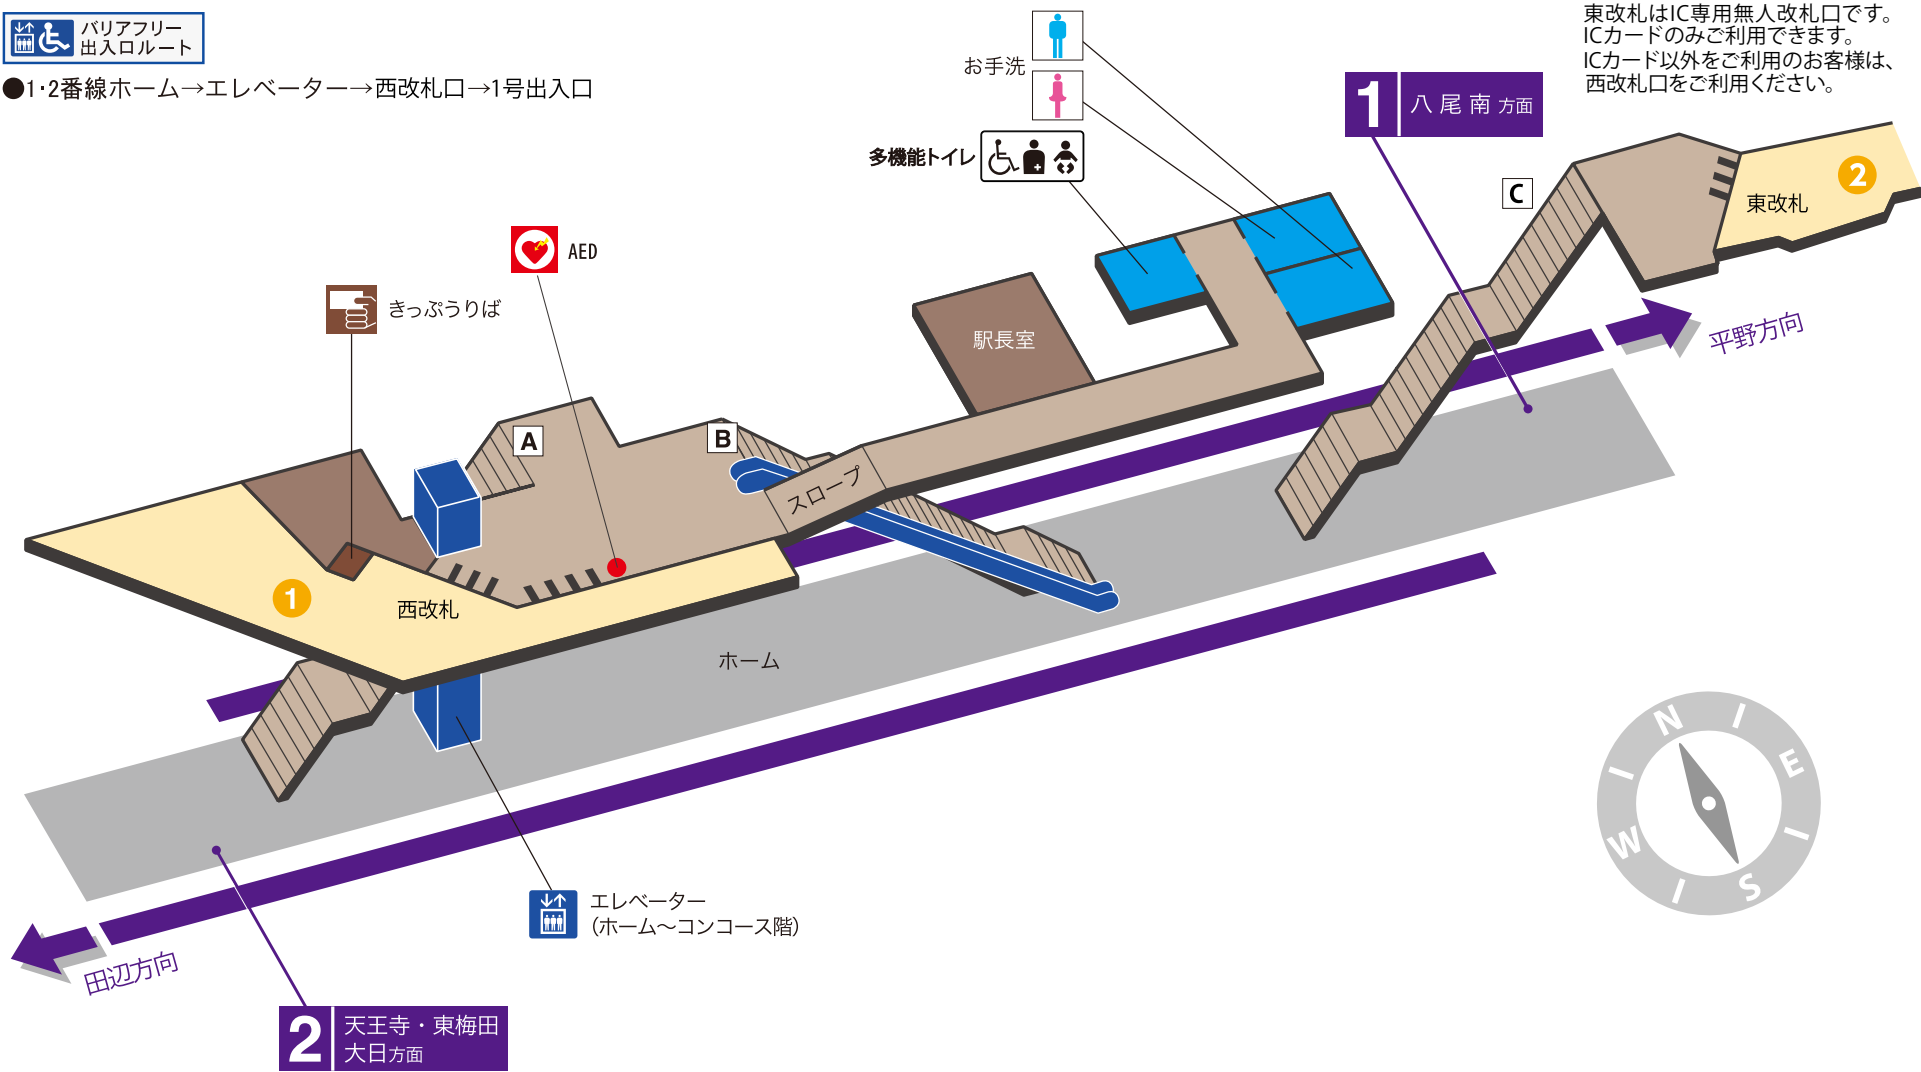 バリアフリー
出入口ルート
●1・2番線ホーム→エレベーター→西改札口→1号出入口
東改札はIC専用無人改札口です。
ICカードのみご利用できます。
ICカード以外をご利用のお客様は、
西改札口をご利用ください。
お手洗
多機能トイレ
1 八尾南方面
C
2
東改札
AED
きっぷうりば
駅長室
平野方向
A
B
スロープ
1
西改札
ホーム
N
E
W
S
エレベーター
(ホーム〜コンコース階)
田辺方向
2 天王寺・東梅田
大日方面